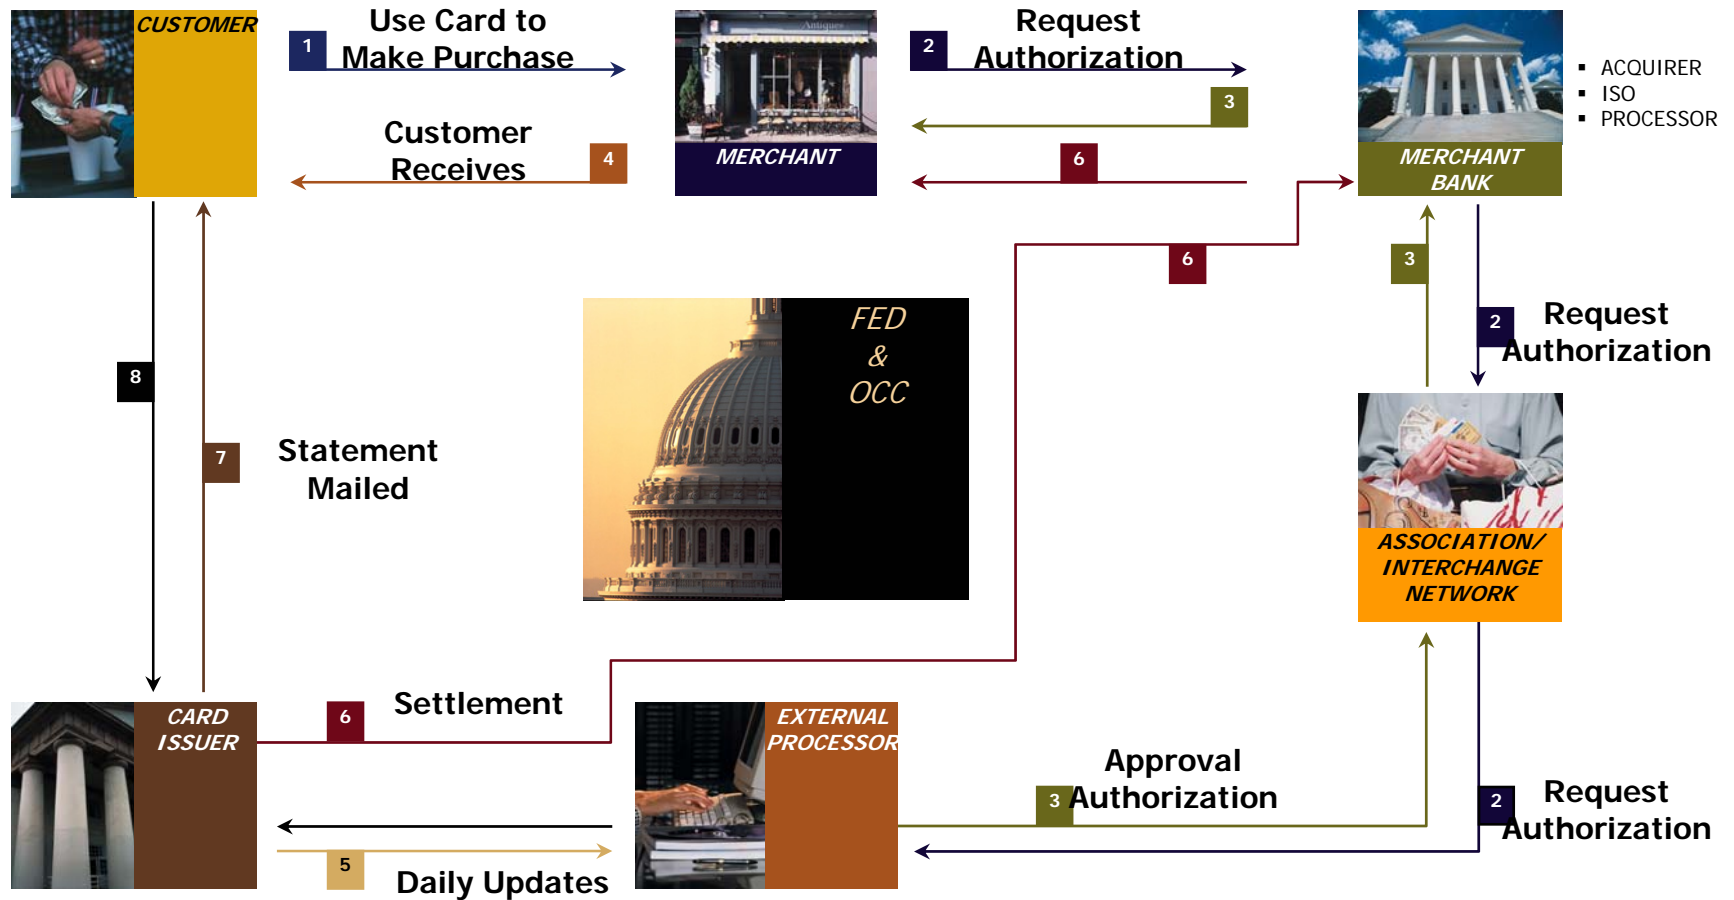 CUSTOMER
1
Use Card to
Make Purchase
Antiques
MERCHANT
2
Request
Authorization
3
6
Customer
Receives
4
MERCHANT
BANK
▪ ACQUIRER
▪ ISO
▪ PROCESSOR
6
3
2
Request
Authorization
FED
&
OCC
8
7
Statement
Mailed
ASSOCIATION/
INTERCHANGE
NETWORK
CARD
ISSUER
6
Settlement
EXTERNAL
PROCESSOR
Approval
3 Authorization
2
Request
Authorization
5
Daily Updates